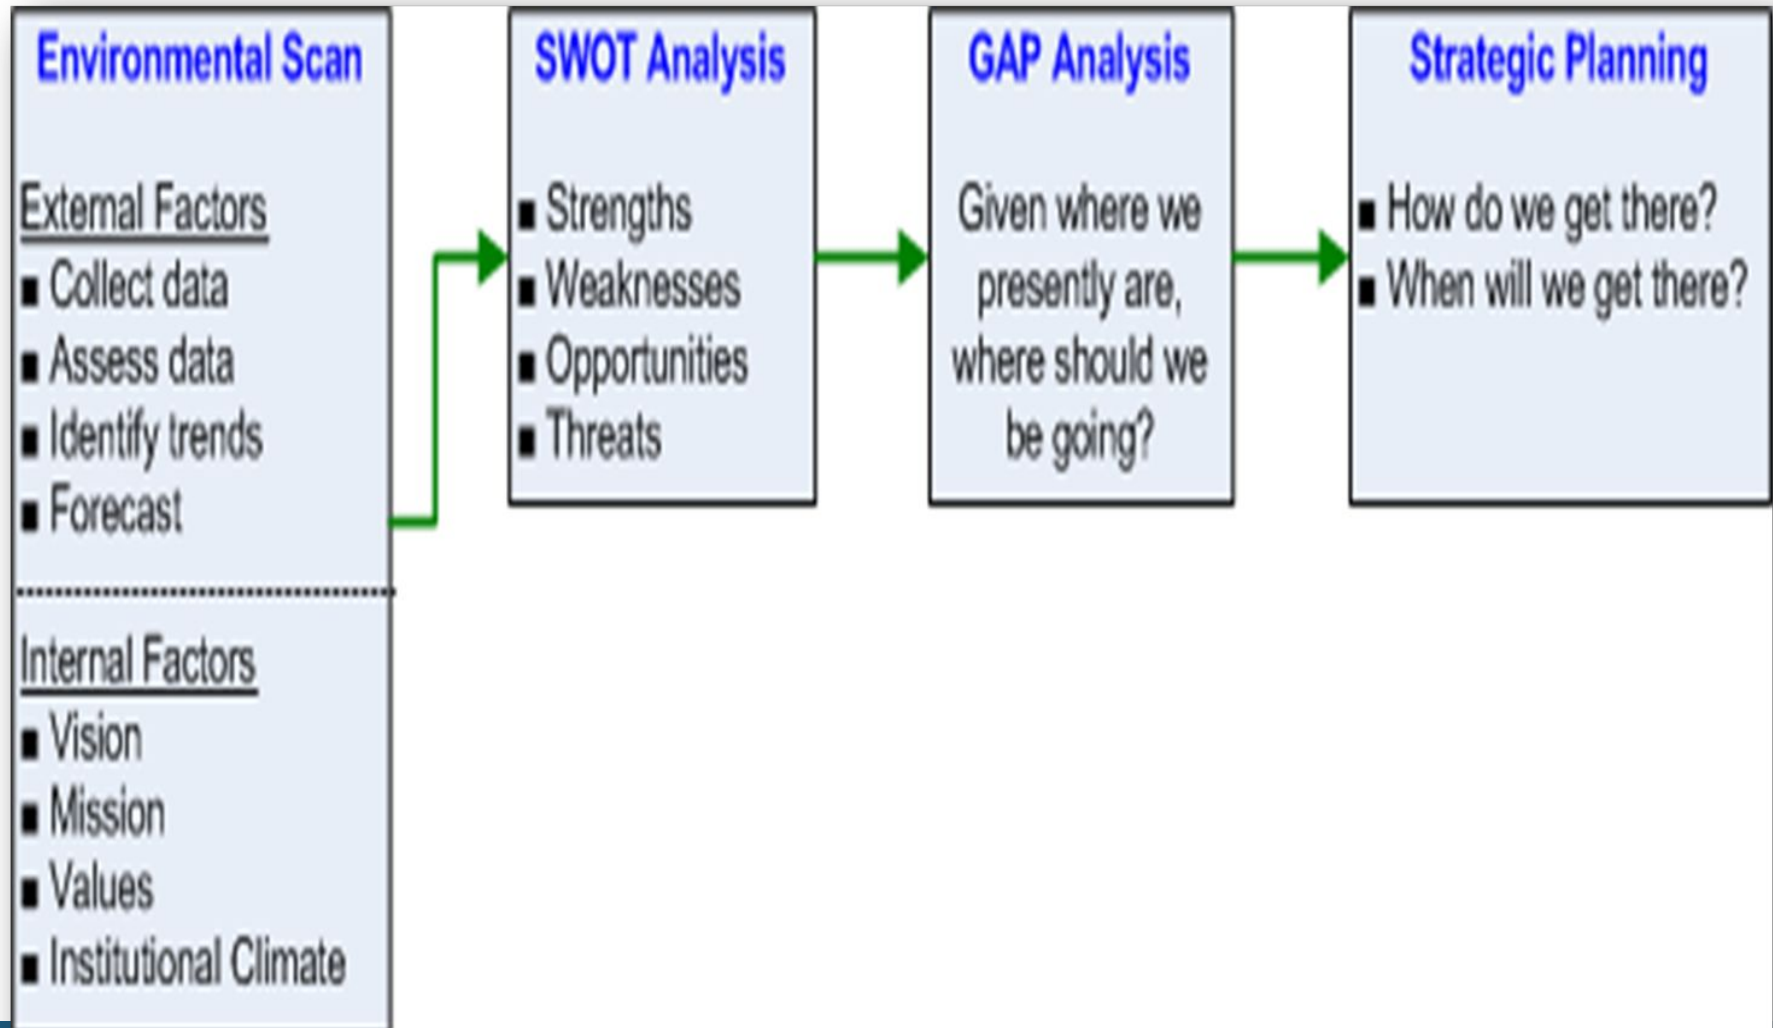 Environmental Scan
External Factors
▪ Collect data
▪ Assess data
▪ Identify trends
▪ Forecast
Internal Factors
▪ Vision
▪ Mission
▪ Values
▪ Institutional Climate
SWOT Analysis
▪ Strengths
▪ Weaknesses
▪ Opportunities
▪ Threats
GAP Analysis
Given where we
presently are,
where should we
be going?
Strategic Planning
▪ How do we get there?
▪ When will we get there?